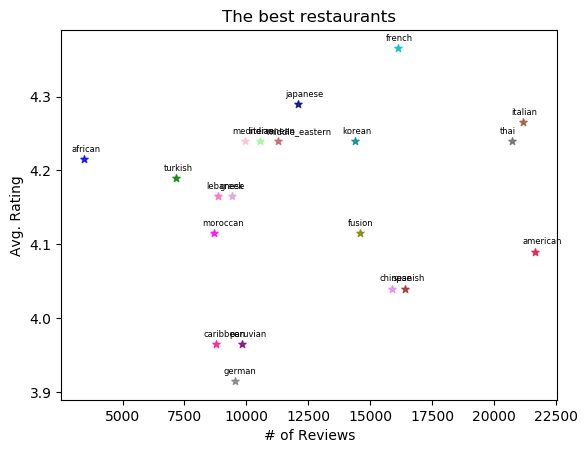 The best restaurants
french
4.3
japanese
italian
mediterranean
indian
middle_eastern
korean
thai
african
4.2
turkish
lebanese
greek
moroccan
fusion
4.1
american
chinese
spanish
4.0
caribbean
peruvian
german
3.9
Avg. Rating
5000 7500 10000 12500 15000 17500 20000 22500
# of Reviews